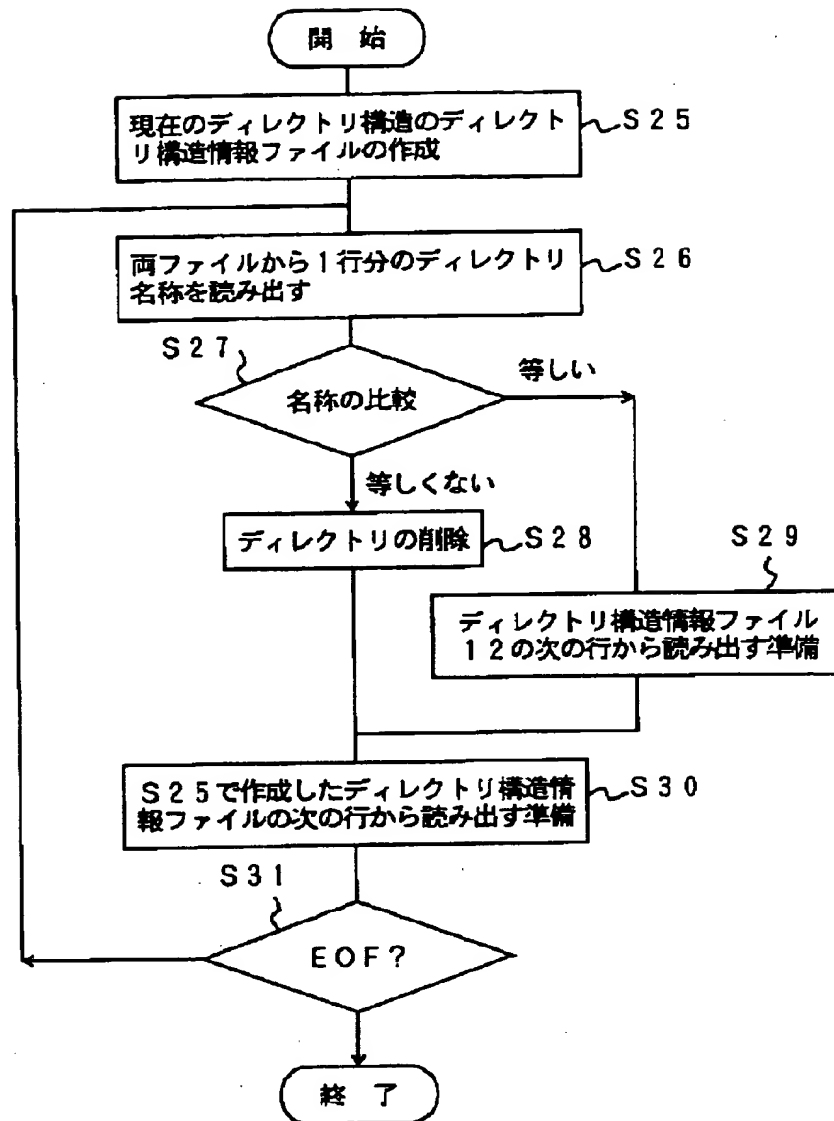 開 始
現在のディレクトリ構造のディレクト
リ構造情報ファイルの作成
S25
両ファイルから1行分のディレクトリ
名称を読み出す
S26
S27
名称の比較
等しい
等しくない
ディレクトリの削除
S28
S29
ディレクトリ構造情報ファイル
12の次の行から読み出す準備
S25で作成したディレクトリ構造情
報ファイルの次の行から読み出す準備
S30
S31
EOF?
終 了